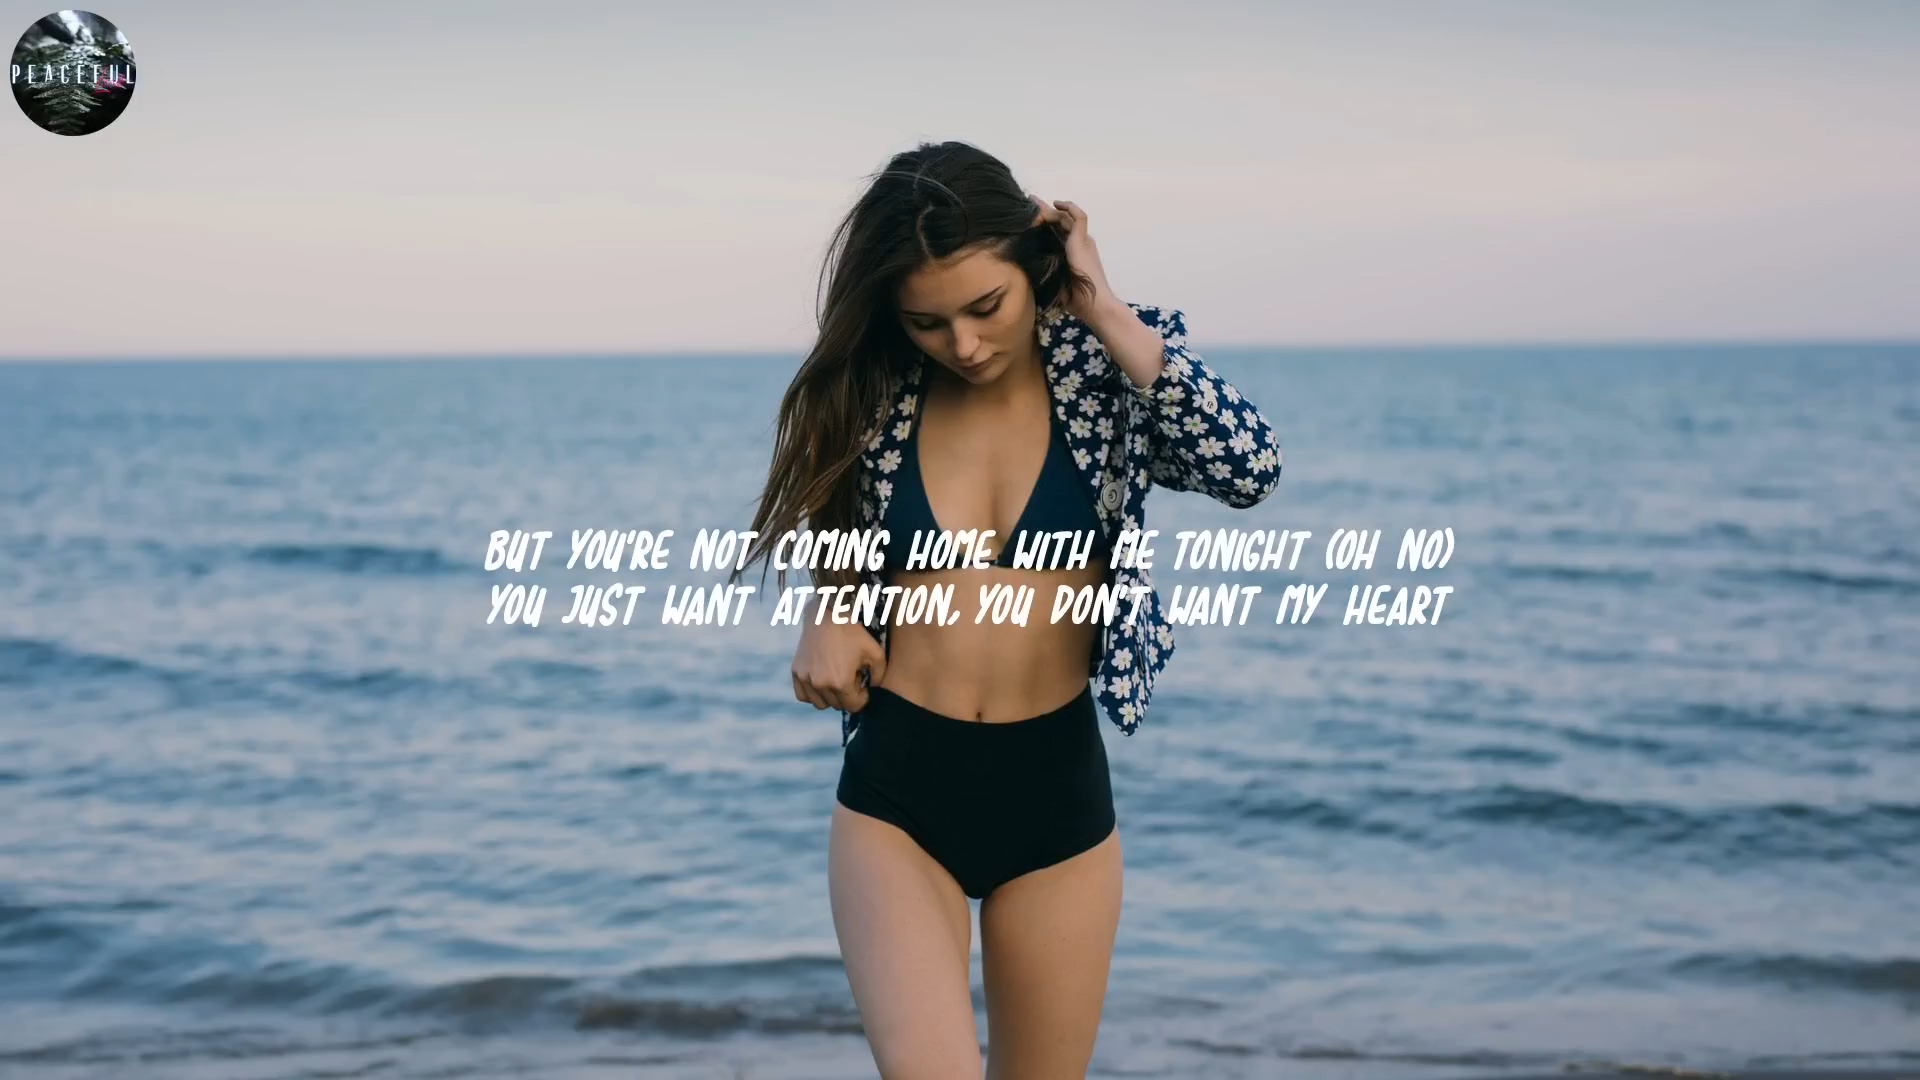 PEACEFUL
BUT YOU'RE NOT COMING HOME WITH ME TONIGHT (OH NO)
YOU JUST WANT ATTENTION, YOU DON'T WANT MY HEART